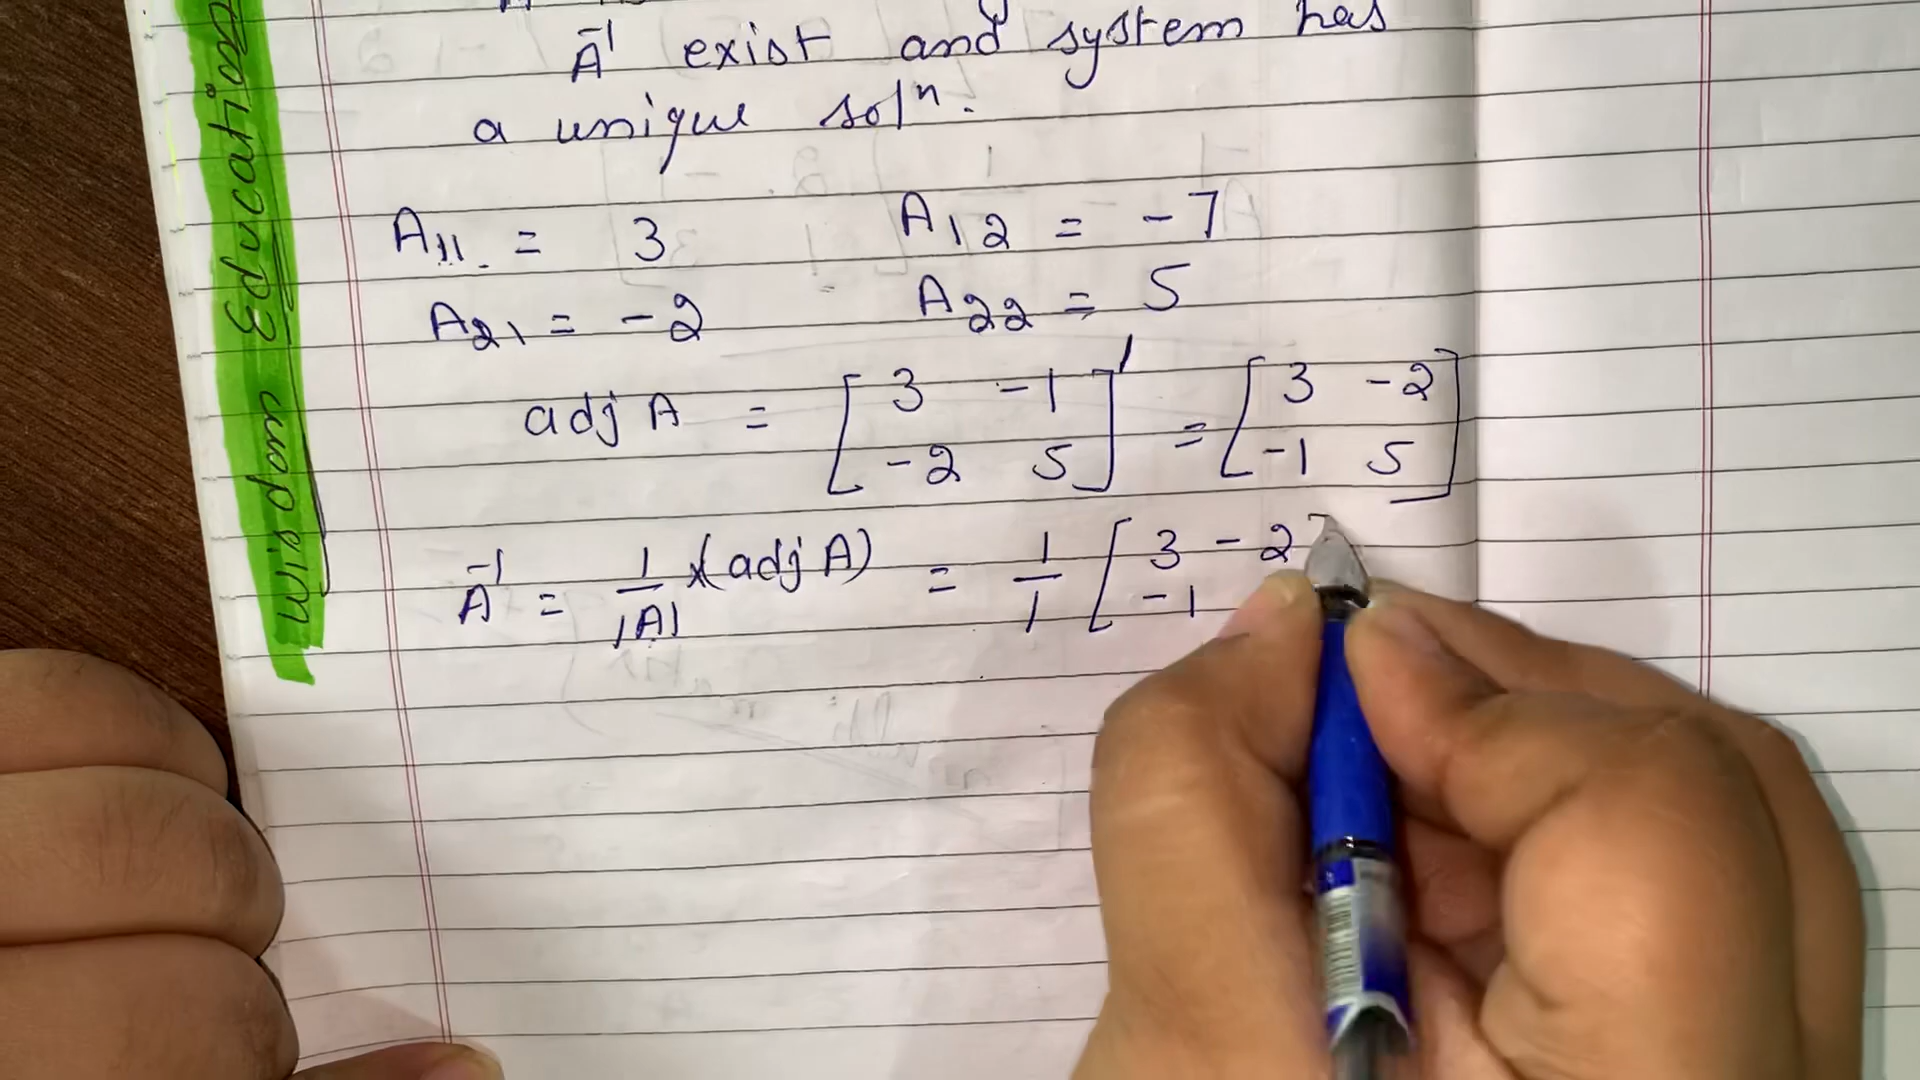 A⁻¹ exist and system has
a unique solⁿ.
A₁₁ = 3 A₁₂ = -7
A₂₁ = -2 A₂₂ = 5
adj A = [3 -1
-2 5]' = [3 -2
-1 5]
A⁻¹ = 1/|A| × (adj A) = 1/1 [3 -2
-1
Mirdam Education